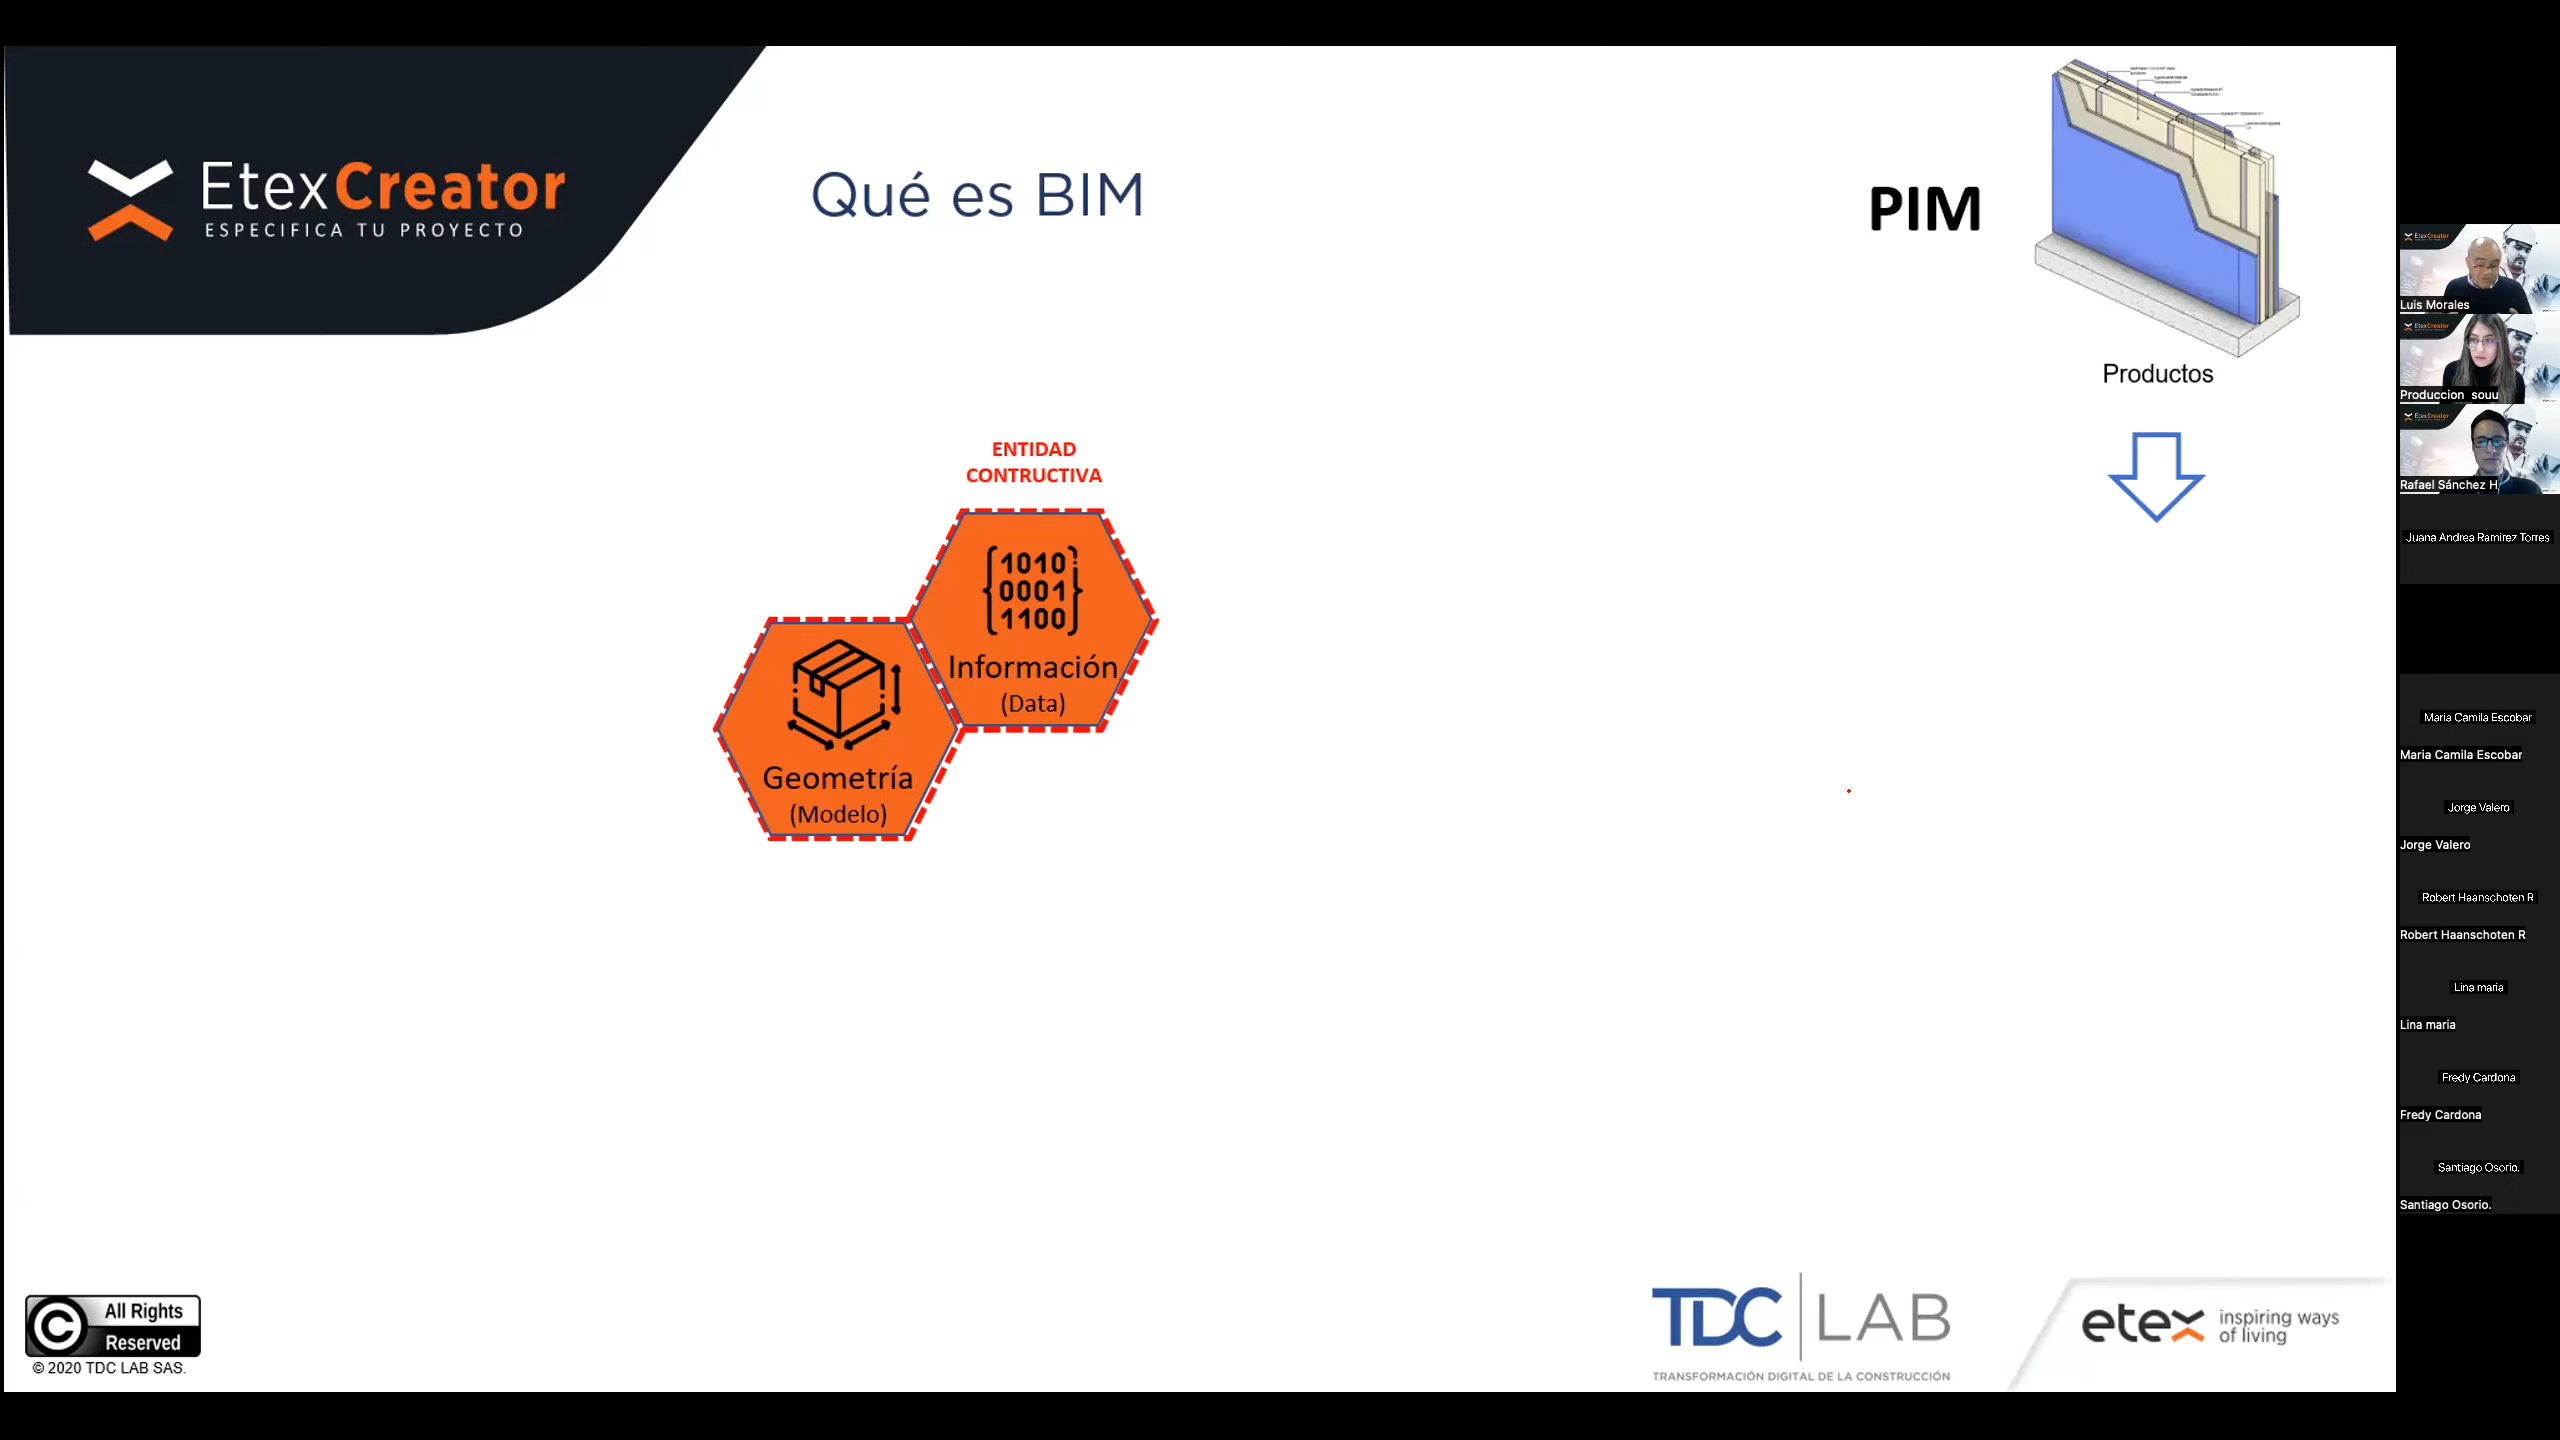 EtexCreator
ESPECIFICA TU PROYECTO
Qué es BIM
PIM
Productos
ENTIDAD
CONTRUCTIVA
1010
0001
1100
Información
(Data)
Geometría
(Modelo)
All Rights
Reserved
© 2020 TDC LAB SAS.
TDC LAB
TRANSFORMACIÓN DIGITAL DE LA CONSTRUCCIÓN
etex
inspiring ways
of living
EtexCreator
Luis Morales
EtexCreator
Produccion souu
EtexCreator
Rafael Sánchez H
Juana Andrea Ramirez Torres
Maria Camila Escobar
Maria Camila Escobar
Jorge Valero
Jorge Valero
Robert Haanschoten R
Robert Haanschoten R
Lina maria
Lina maria
Fredy Cardona
Fredy Cardona
Santiago Osorio.
Santiago Osorio.